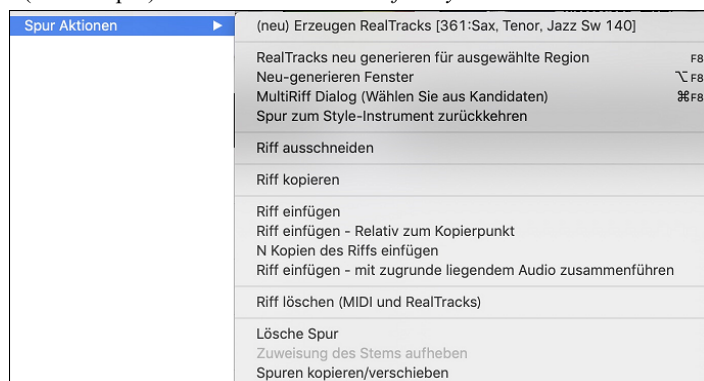 Spur Aktionen
(neu) Erzeugen RealTracks [361:Sax, Tenor, Jazz Sw 140]
RealTracks neu generieren für ausgewählte Region F8
Neu-generieren Fenster ⌥F8
MultiRiff Dialog (Wählen Sie aus Kandidaten) ⌘F8
Spur zum Style-Instrument zurückkehren
Riff ausschneiden
Riff kopieren
Riff einfügen
Riff einfügen - Relativ zum Kopierpunkt
N Kopien des Riffs einfügen
Riff einfügen - mit zugrunde liegendem Audio zusammenführen
Riff löschen (MIDI und RealTracks)
Lösche Spur
Zuweisung des Stems aufheben
Spuren kopieren/verschieben